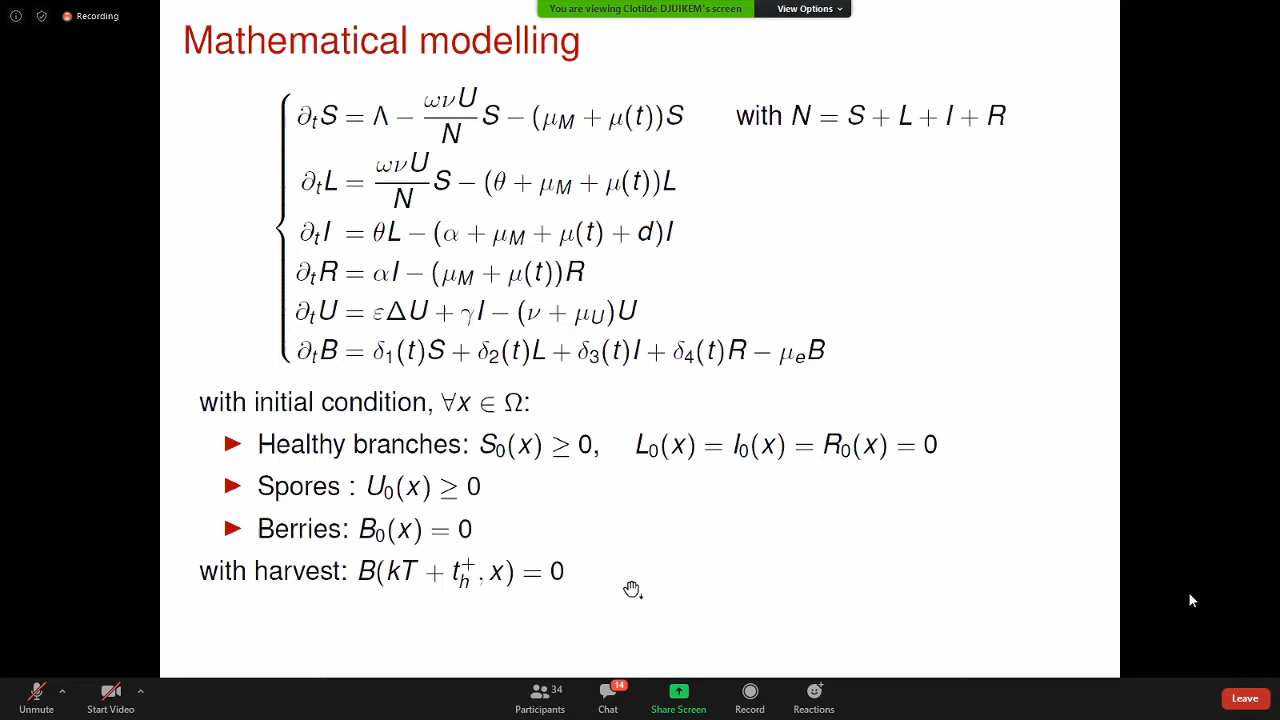 You are viewing Clotilde DJUIKEM's screen
View Options
Recording
Mathematical modelling
∂ₜS = Λ − (ωνU/N) S − (μ_M + μ(t))S with N = S + L + I + R
∂ₜL = (ωνU/N) S − (θ + μ_M + μ(t))L
∂ₜI = θL − (α + μ_M + μ(t) + d)I
∂ₜR = αI − (μ_M + μ(t))R
∂ₜU = εΔU + γI − (ν + μ_U)U
∂ₜB = δ₁(t)S + δ₂(t)L + δ₃(t)I + δ₄(t)R − μₑB
with initial condition, ∀x ∈ Ω:
Healthy branches: S₀(x) ≥ 0, L₀(x) = I₀(x) = R₀(x) = 0
Spores : U₀(x) ≥ 0
Berries: B₀(x) = 0
with harvest: B(kT + t_h^+, x) = 0
Unmute
Start Video
34
Participants
14
Chat
Share Screen
Record
Reactions
Leave